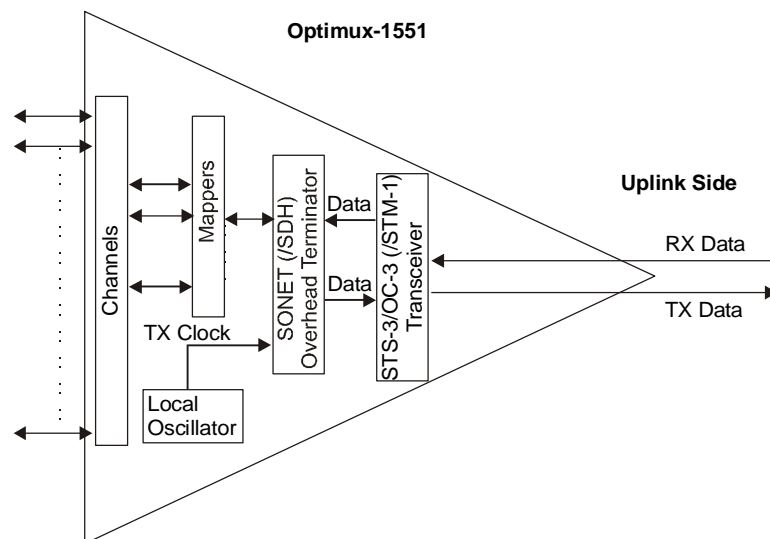 Optimux-1551
Uplink Side
Channels
Mappers
SONET (/SDH)
Overhead Terminator
Data
Data
STS-3/OC-3 (/STM-1)
Transceiver
RX Data
TX Data
TX Clock
Local
Oscillator